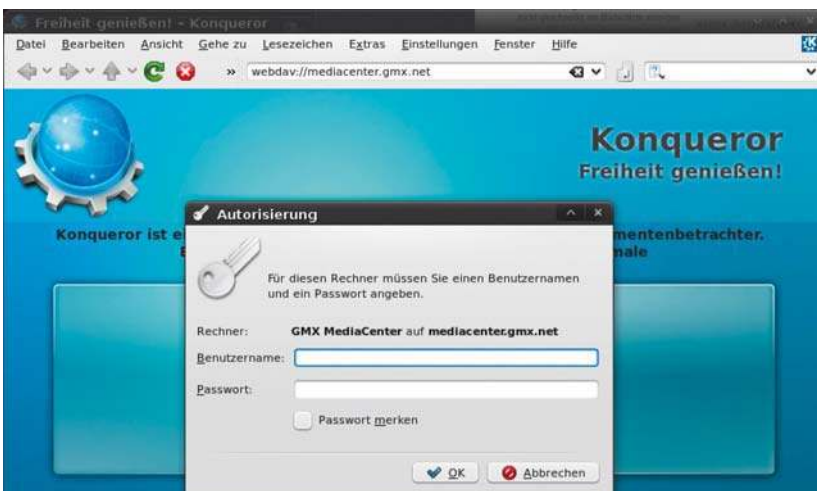 Freiheit genießen! - Konqueror
Datei Bearbeiten Ansicht Gehe zu Lesezeichen Extras Einstellungen Fenster Hilfe
» webdav://mediacenter.gmx.net
Konqueror
Freiheit genießen!
Autorisierung
Konqueror ist e
mentenbetrachter.
nale
Für diesen Rechner müssen Sie einen Benutzernamen
und ein Passwort angeben.
Rechner: GMX MediaCenter auf mediacenter.gmx.net
Benutzername:
Passwort:
Passwort merken
OK Abbrechen